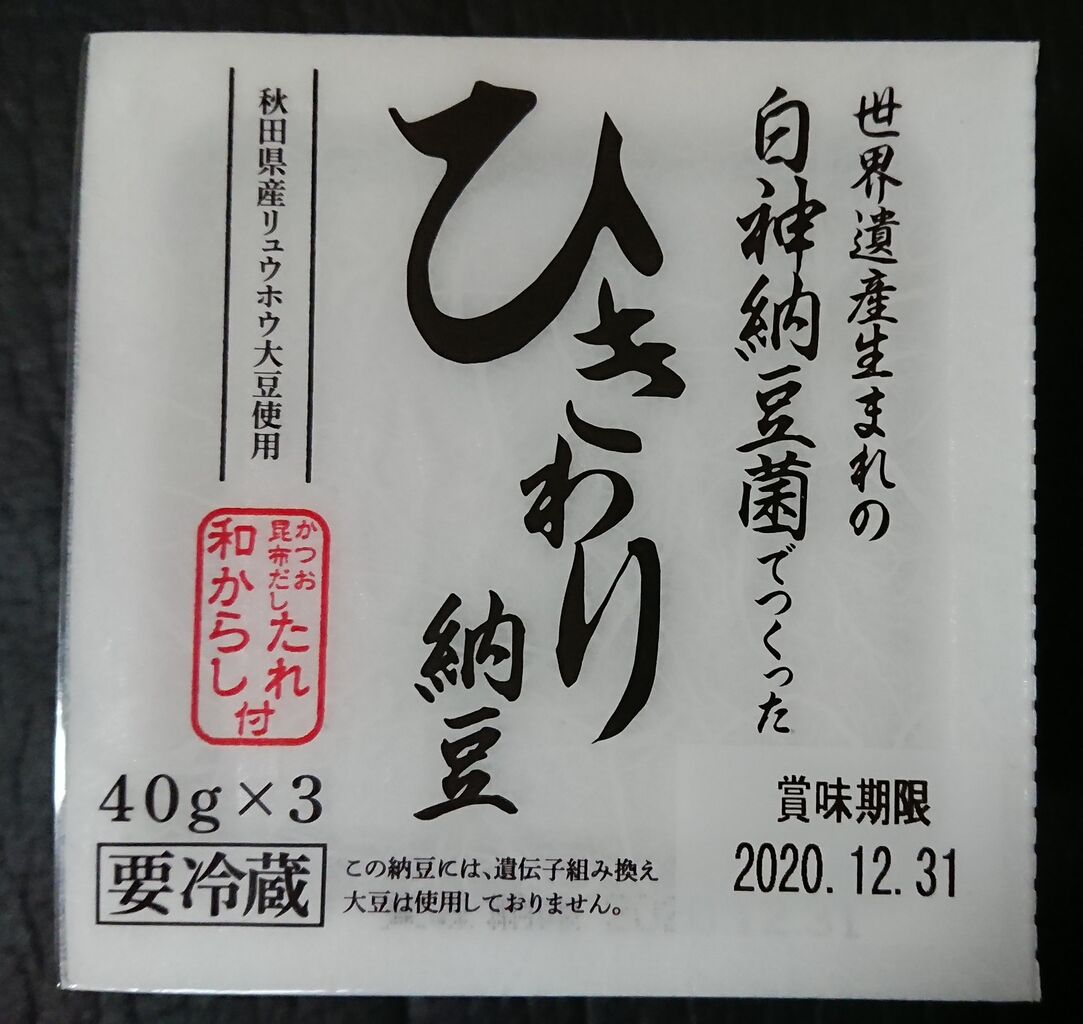 世界遺産生まれの
白神納豆菌でつくった
ひきわり
納豆
秋田県産リュウホウ大豆使用
かつお
昆布だし
たれ
和からし
付
40g×3
要冷蔵
この納豆には、遺伝子組み換え
大豆は使用しておりません。
賞味期限
2020.12.31